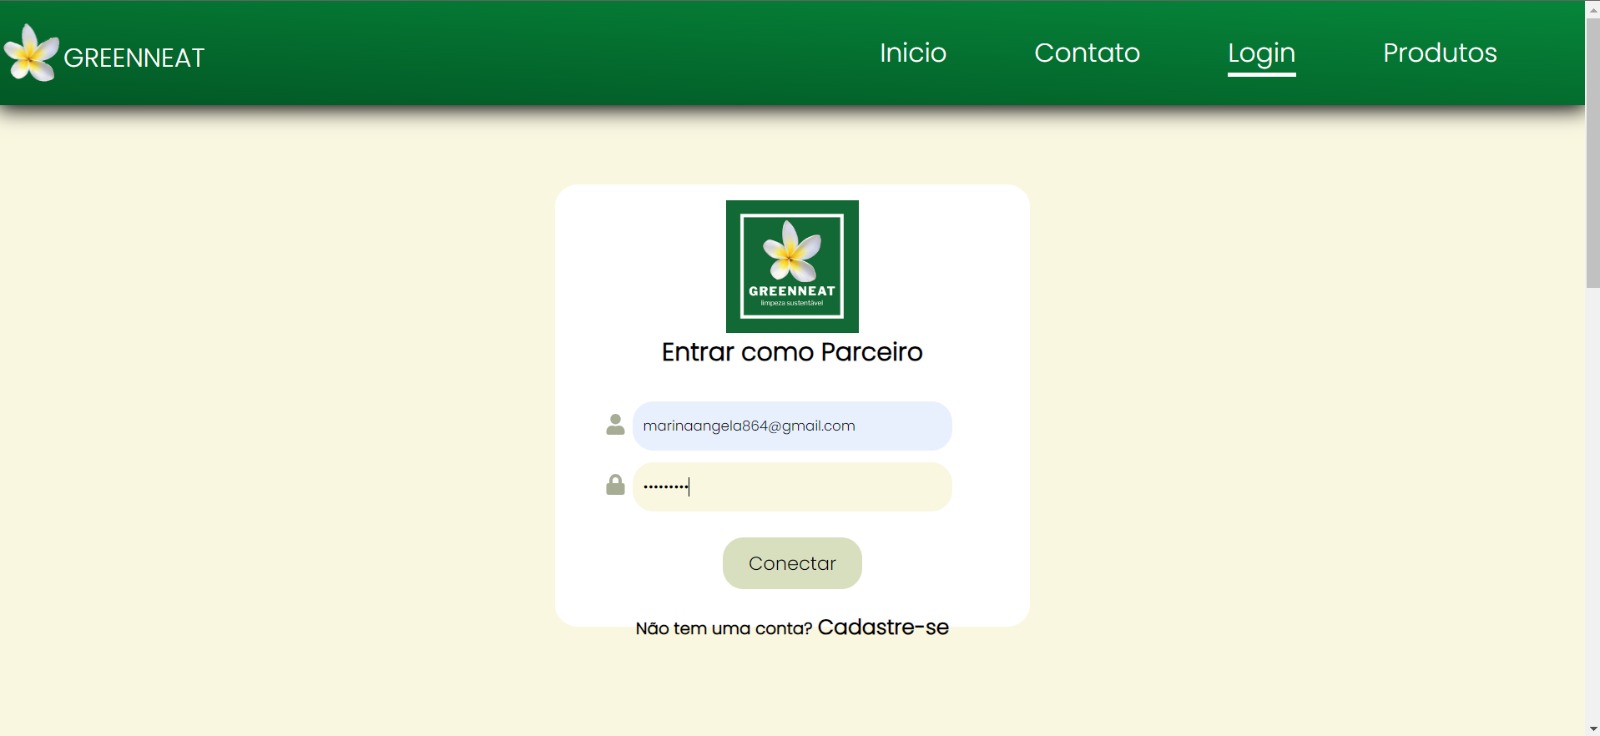 GREENNEAT
Inicio Contato Login Produtos
GREENNEAT
limpeza sustentável
Entrar como Parceiro
marinaangela864@gmail.com
•••••••••
Conectar
Não tem uma conta? Cadastre-se